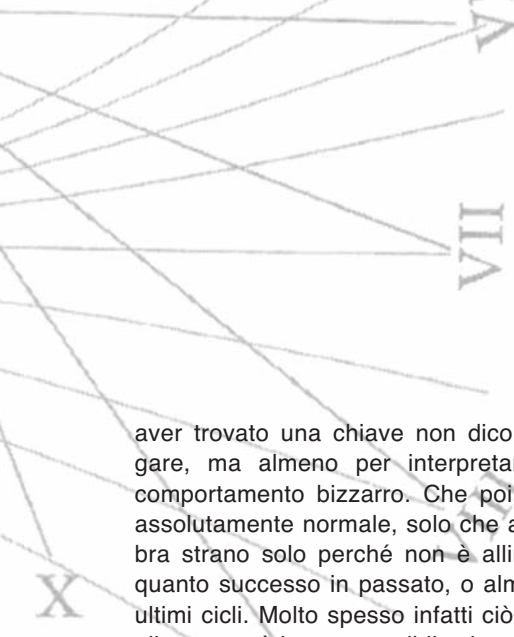 VII
aver trovato una chiave non dico
gare, ma almeno per interpretar
comportamento bizzarro. Che poi
assolutamente normale, solo che a
bra strano solo perché non è alli
quanto successo in passato, o alm
X
ultimi cicli. Molto spesso infatti ciò